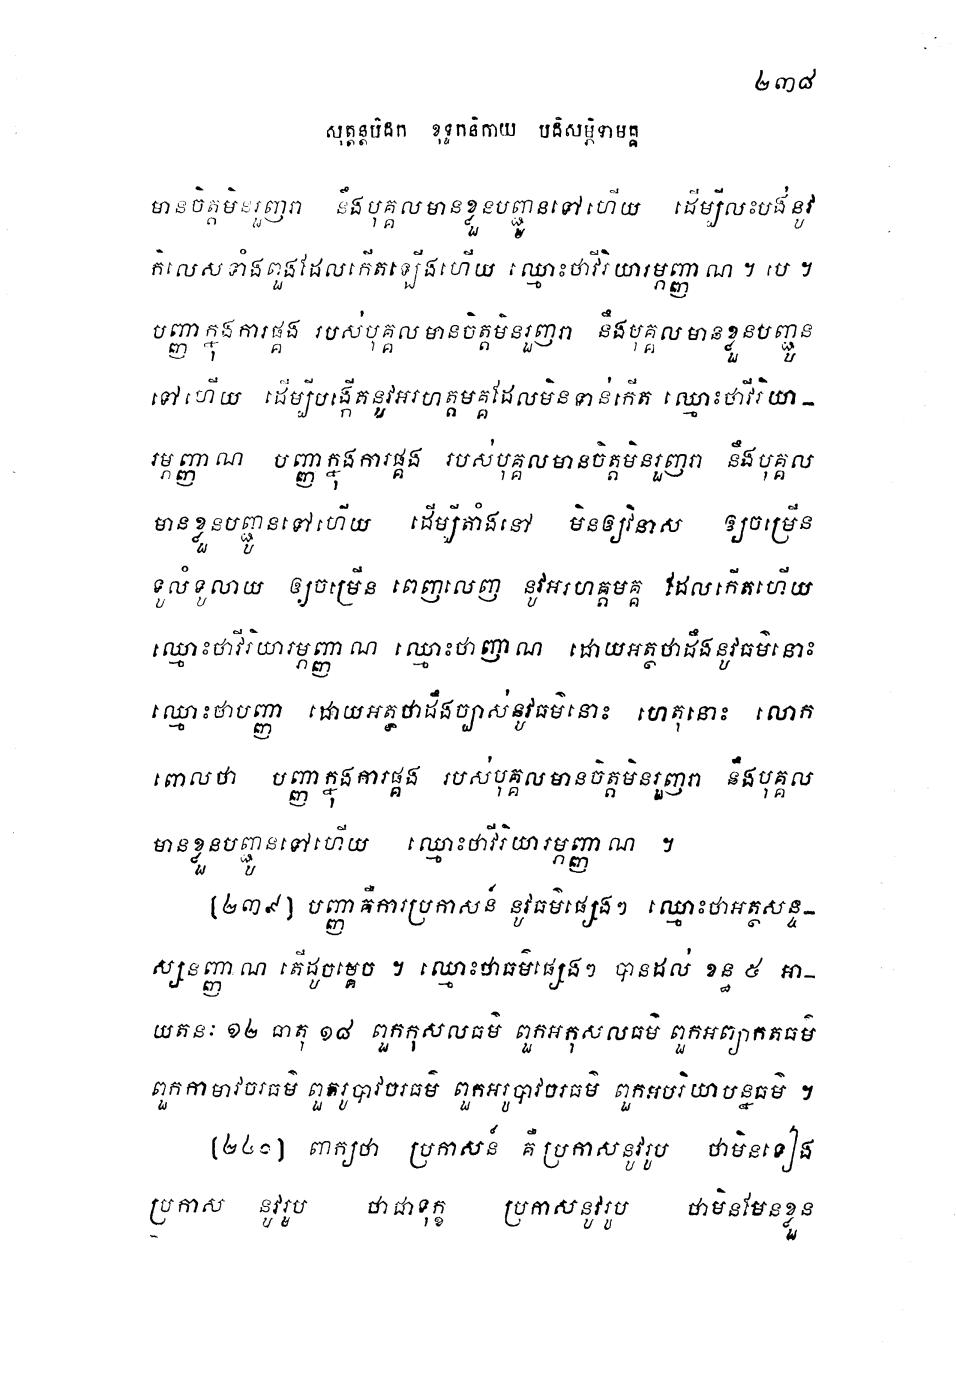 ២៣៨
សុត្តន្តបិដក ខុទ្ទកនិកាយ បដិសម្ភិទាមគ្គ
មានចិត្តមិនរួញរា នឹងបុគ្គលមានខ្លួនបញ្ជូនទៅហើយ ដើម្បីលះបង់នូវ
កិលេសទាំងពួងដែលកើតឡើងហើយ ឈ្មោះថាវីរិយារម្ភញ្ញាណ ។ បេ ។
បញ្ញាក្នុងការផ្គង របស់បុគ្គលមានចិត្តមិនរួញរា នឹងបុគ្គលមានខ្លួនបញ្ជូន
ទៅហើយ ដើម្បីបង្កើតនូវអរហត្តមគ្គដែលមិនទាន់កើត ឈ្មោះថាវីរិយា-
រម្ភញ្ញាណ បញ្ញាក្នុងការផ្គង របស់បុគ្គលមានចិត្តមិនរួញរា នឹងបុគ្គល
មានខ្លួនបញ្ជូនទៅហើយ ដើម្បីតាំងនៅ មិនឲ្យវិនាស ឲ្យចម្រើន
ទូលំទូលាយ ឲ្យចម្រើន ពេញលេញ នូវអរហត្តមគ្គ ដែលកើតហើយ
ឈ្មោះថាវីរិយារម្ភញ្ញាណ ឈ្មោះថាញាណ ដោយអត្ថថាដឹងនូវធម៌នោះ
ឈ្មោះថាបញ្ញា ដោយអត្ថថាដឹងច្បាស់នូវធម៌នោះ ហេតុនោះ លោក
ពោលថា បញ្ញាក្នុងការផ្គង របស់បុគ្គលមានចិត្តមិនរួញរា នឹងបុគ្គល
មានខ្លួនបញ្ជូនទៅហើយ ឈ្មោះថាវីរិយារម្ភញ្ញាណ ។
(២៣៩) បញ្ញាគឺការប្រកាសន៍ នូវធម៌ផ្សេងៗ ឈ្មោះថាអត្ថសន្ទ-
ស្សនញ្ញាណ តើដូចម្តេច ។ ឈ្មោះថាធម៌ផ្សេងៗ បានដល់ ខន្ធ ៥ អា-
យតនៈ ១២ ធាតុ ១៨ ពួកកុសលធម៌ ពួកអកុសលធម៌ ពួកអព្យាកតធម៌
ពួកកាមាវចរធម៌ ពួករូបាវចរធម៌ ពួកអរូបាវចរធម៌ ពួកអបរិយាបន្នធម៌ ។
(២៤០) ពាក្យថា ប្រកាសន៍ គឺ ប្រកាសនូវរូប ថាមិនទៀង
ប្រកាស នូវរូប ថាជាទុក្ខ ប្រកាសនូវរូប ថាមិនមែនខ្លួន